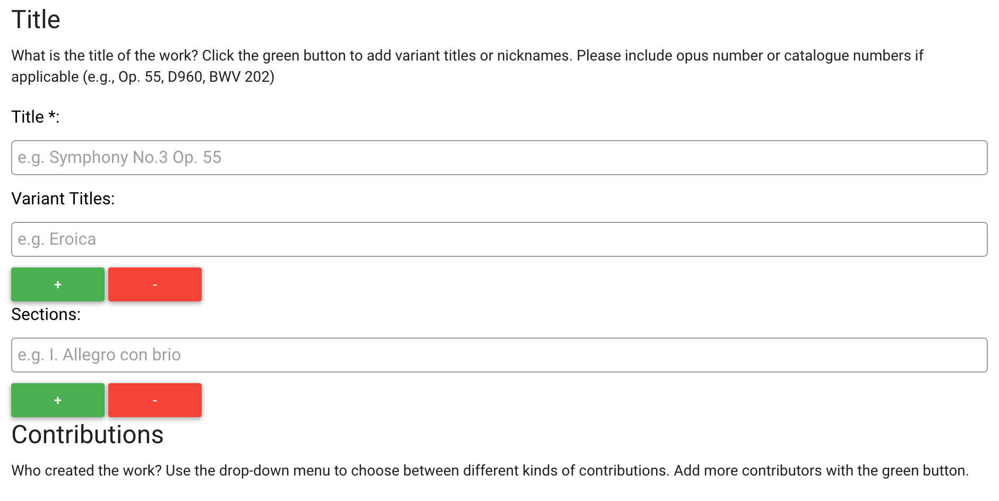 Title
What is the title of the work? Click the green button to add variant titles or nicknames. Please include opus number or catalogue numbers if
applicable (e.g., Op. 55, D960, BWV 202)
Title *:
e.g. Symphony No.3 Op. 55
Variant Titles:
e.g. Eroica
+ -
Sections:
e.g. I. Allegro con brio
+ -
Contributions
Who created the work? Use the drop-down menu to choose between different kinds of contributions. Add more contributors with the green button.